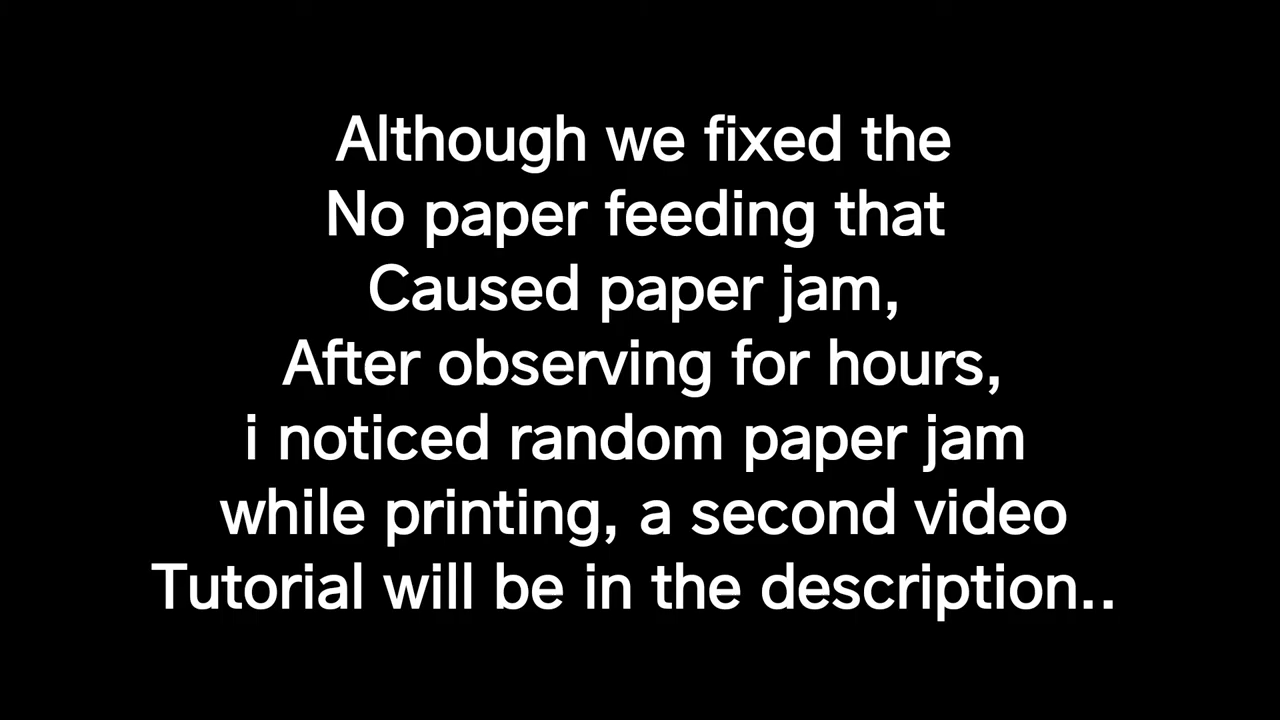 Although we fixed the
No paper feeding that
Caused paper jam,
After observing for hours,
i noticed random paper jam
while printing, a second video
Tutorial will be in the description..